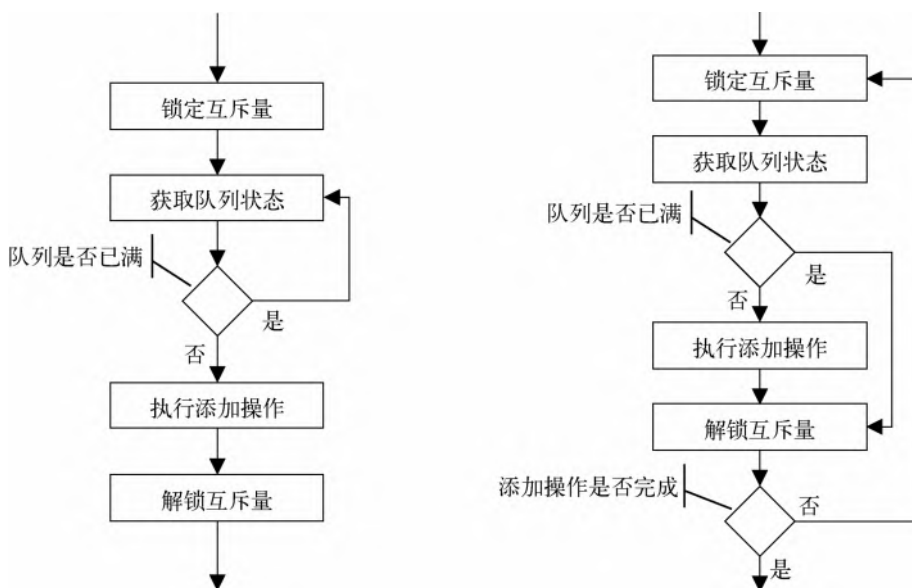 锁定互斥量
获取队列状态
队列是否已满
是
否
执行添加操作
解锁互斥量
锁定互斥量
获取队列状态
队列是否已满
是
否
执行添加操作
解锁互斥量
添加操作是否完成
否
是